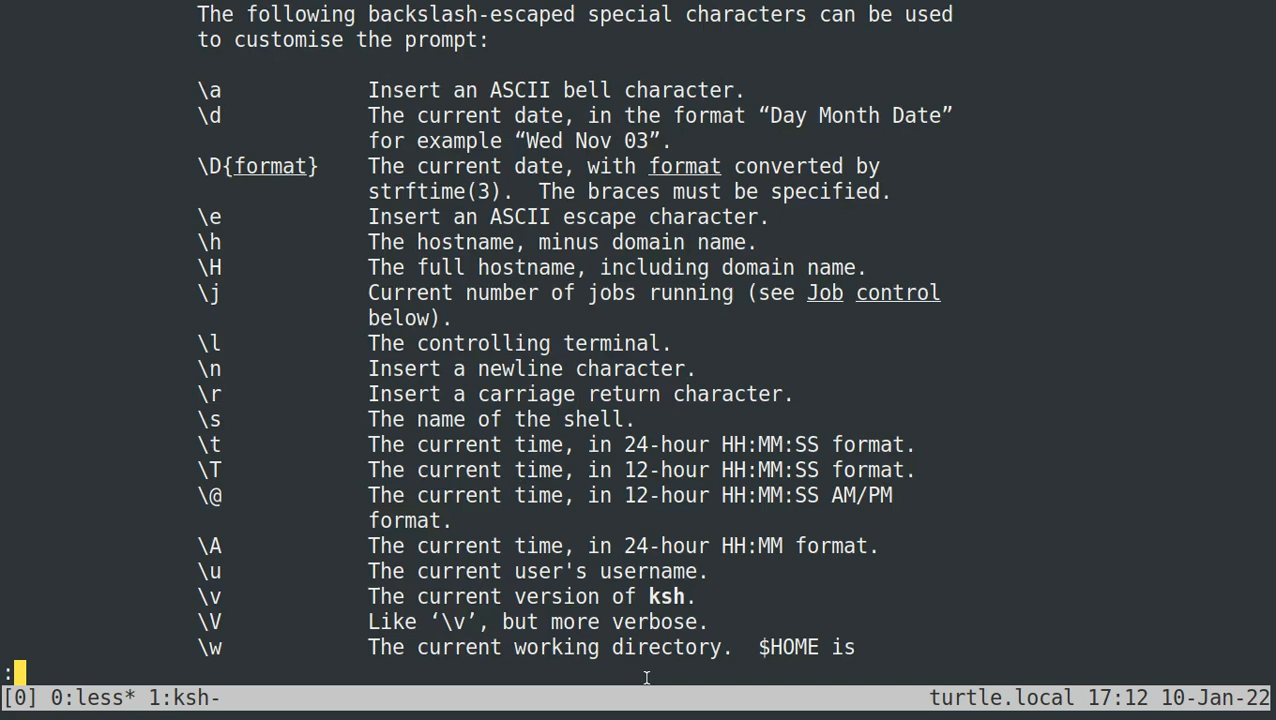 The following backslash-escaped special characters can be used
to customise the prompt:
\a Insert an ASCII bell character.
\d The current date, in the format “Day Month Date”
for example “Wed Nov 03”.
\D{format} The current date, with format converted by
strftime(3). The braces must be specified.
\e Insert an ASCII escape character.
\h The hostname, minus domain name.
\H The full hostname, including domain name.
\j Current number of jobs running (see Job control
below).
\l The controlling terminal.
\n Insert a newline character.
\r Insert a carriage return character.
\s The name of the shell.
\t The current time, in 24-hour HH:MM:SS format.
\T The current time, in 12-hour HH:MM:SS format.
\@ The current time, in 12-hour HH:MM:SS AM/PM
format.
\A The current time, in 24-hour HH:MM format.
\u The current user's username.
\v The current version of ksh.
\V Like ‘\v’, but more verbose.
\w The current working directory. $HOME is
:
[0] 0:less* 1:ksh- turtle.local 17:12 10-Jan-22